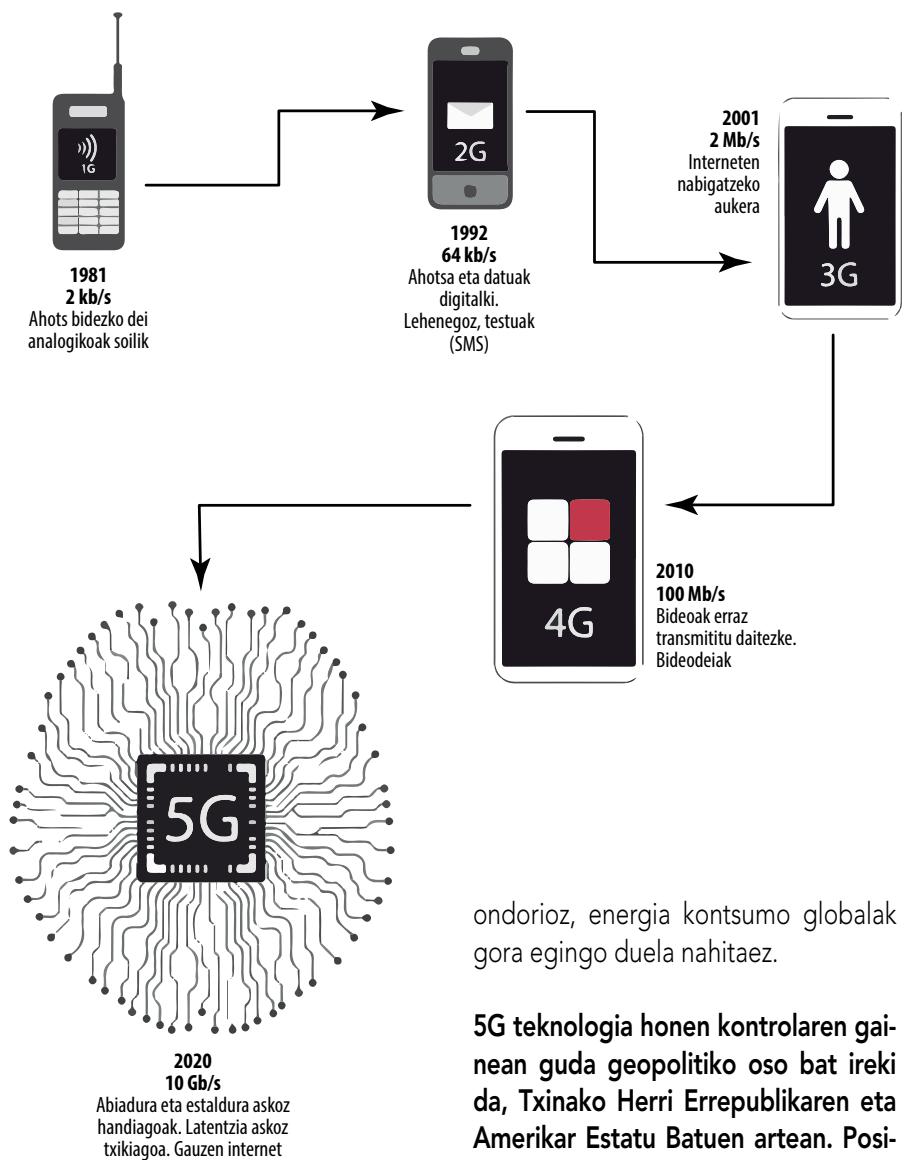 1G
1981
2 kb/s
Ahots bidezko dei
analogikoak soilik
2G
1992
64 kb/s
Ahotsa eta datuak
digitalki.
Lehenegoz, testuak
(SMS)
2001
2 Mb/s
Interneten
nabigatzeko
aukera
3G
4G
2010
100 Mb/s
Bideoak erraz
transmititu daitezke.
Bideodeiak
5G
2020
10 Gb/s
Abiadura eta estaldura askoz
handiagoak. Latentzia askoz
txikiagoa. Gauzen internet
ondorioz, energia kontsumo globalak
gora egingo duela nahitaez.
5G teknologia honen kontrolaren gai-
nean guda geopolitiko oso bat ireki
da, Txinako Herri Errepublikaren eta
Amerikar Estatu Batuen artean. Posi-